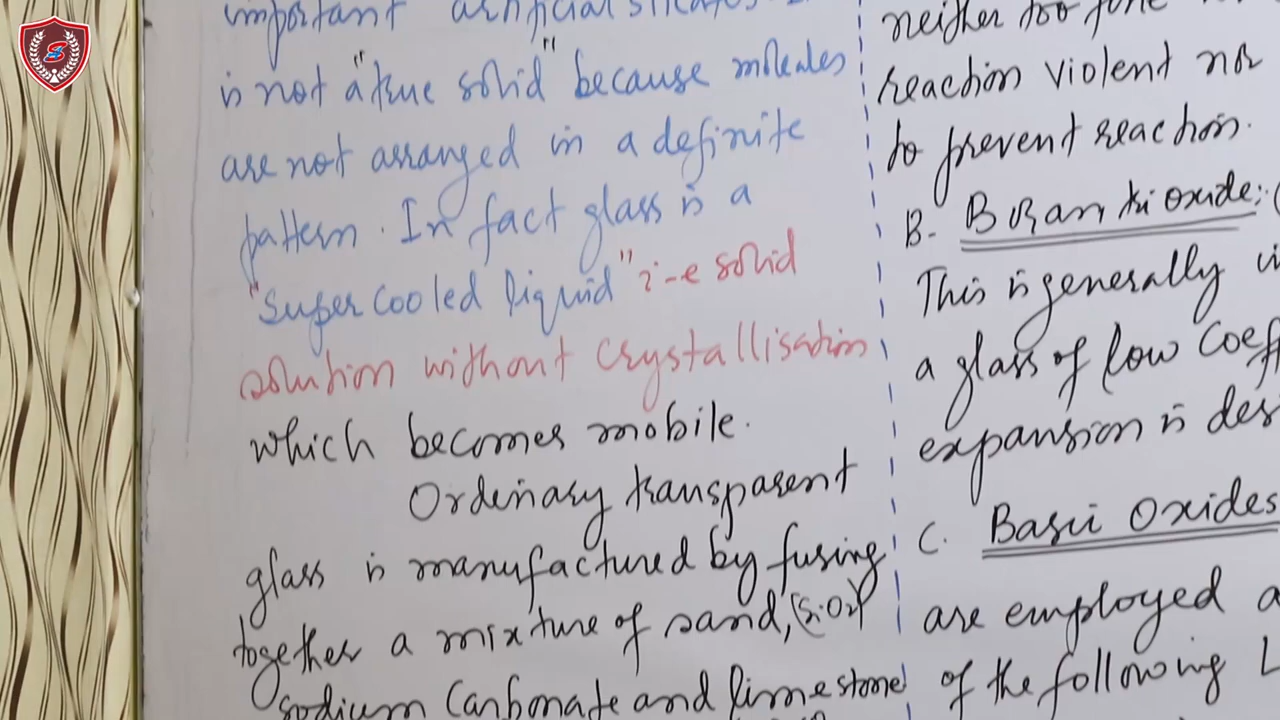 important artificial silicates
is not "a true solid" because molecules
are not arranged in a definite
pattern. In fact glass is a
"Super cooled liquid" i-e solid
solution without crystallisation
which becomes mobile.
Ordinary transparent
glass is manufactured by fusing
together a mixture of sand, (SiO2)
sodium Carbonate and limestone
neither too fine
reaction violent nor
to prevent reaction.
B. Boran trioxide:
This is generally
a glass of low Coeff
expansion is des
C. Basic Oxides
are employed a
of the following L